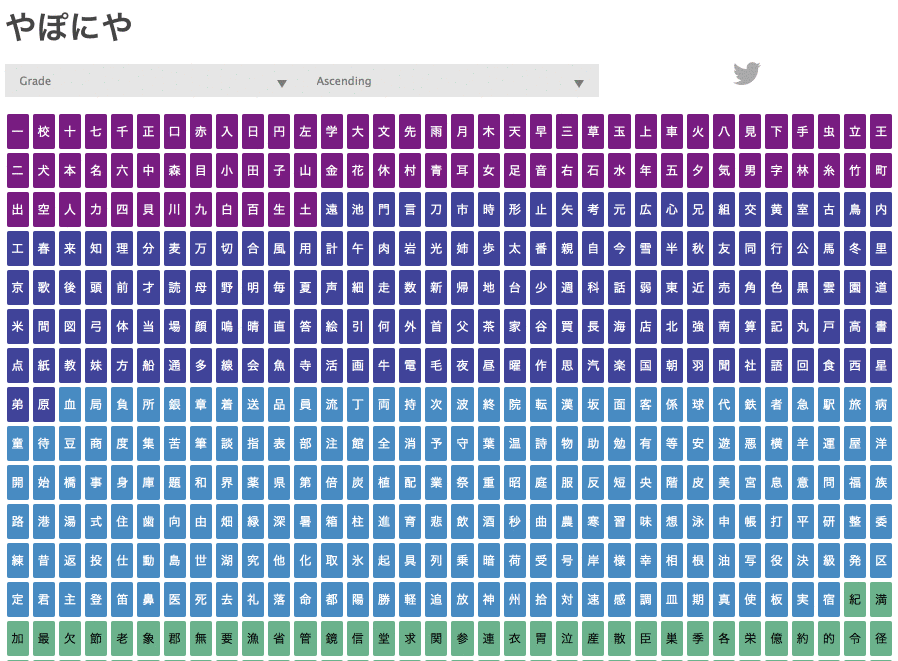 やぽにや
Grade Ascending
一校十七千正口赤入日円左学大文先雨月木天早三草玉上車火八見下手虫立王
二犬本名六中森目小田子山金花休村青耳女足音右石水年五夕気男字林糸竹町
出空人力四貝川九白百生土遠池門言刀市時形止矢考元広心兄組交黄室古鳥内
工春来知理分麦万切合風用計午肉岩光姉歩太番親自今雪半秋友同行公馬冬里
京歌後頭前才読母野明毎夏声細走数新帰地台少週科話弱東近売角色黒雲園道
米間図弓体当場顔鳴晴直答絵引何外首父茶家谷買長海店北強南算記丸戸高書
点紙教妹方船通多線会魚寺活画牛電毛夜昼曜作思汽楽国朝羽聞社語回食西星
弟原血局負所銀章着送品員流丁両持次波終院転漢坂面客係球代鉄者急駅旅病
童待豆商度集苦筆談指表部注館全消予守葉温詩物助勉有等安遊悪横羊運屋洋
開始橋事身庫題和界薬県第倍炭植配業祭重昭庭服反短央階皮美宮息意問福族
路港湯式住歯向由畑緑深暑箱柱進育悲飲酒秒曲農寒習味想泳申帳打平研整委
練昔返投仕動島世湖究他化取氷起具列乗暗荷受号岸様幸相根油写役決級発区
定君主登笛鼻医死去礼落命都陽勝軽追放神州拾対速感調皿期真使板実宿紀満
加最欠節老象郡無要漁省管鏡信堂求関参連衣胃泣産散臣巣季各栄億約的令径